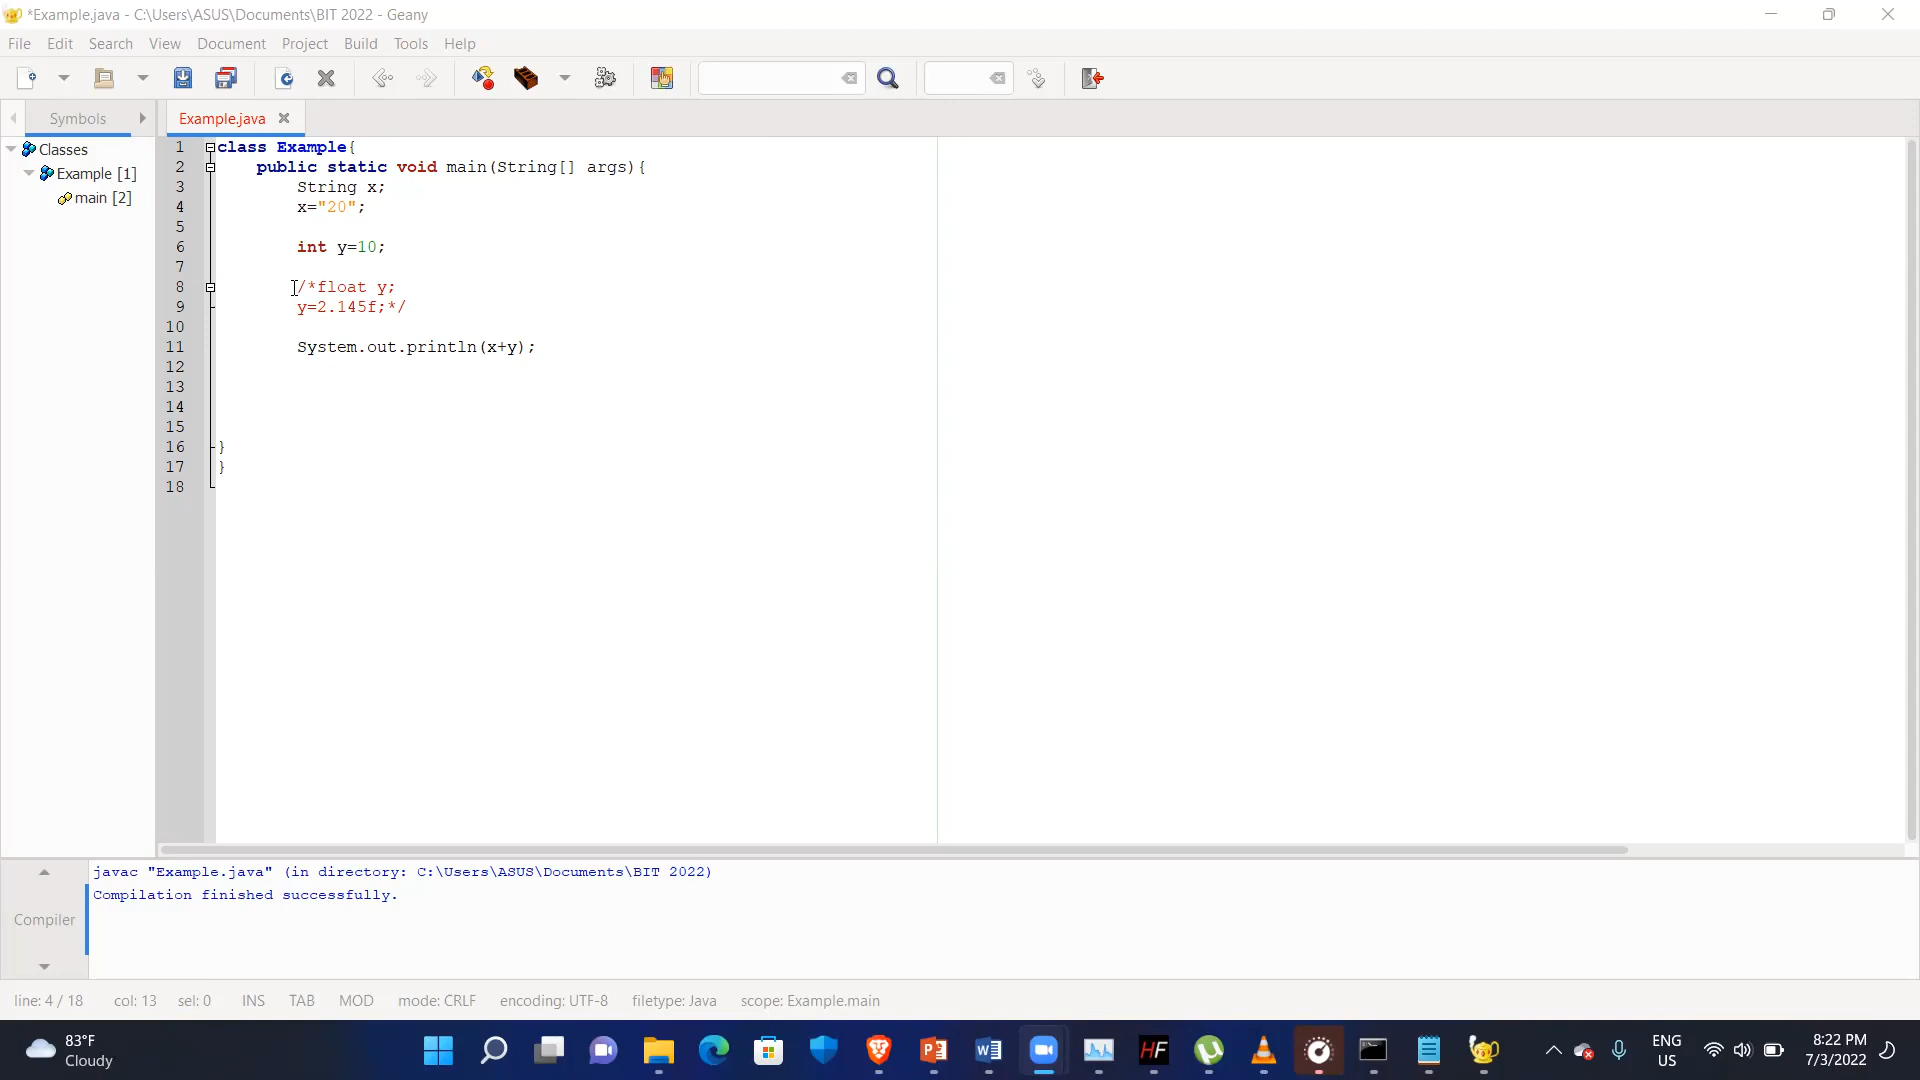 *Example.java - C:\Users\ASUS\Documents\BIT 2022 - Geany
File Edit Search View Document Project Build Tools Help
Symbols
Example.java
Classes
Example [1]
main [2]
1 class Example{
2 public static void main(String[] args){
3 String x;
4 x="20";
5
6 int y=10;
7
8 /*float y;
9 y=2.145f;*/
10
11 System.out.println(x+y);
12
13
14
15
16 }
17 }
18
Compiler
javac "Example.java" (in directory: C:\Users\ASUS\Documents\BIT 2022)
Compilation finished successfully.
line: 4 / 18 col: 13 sel: 0 INS TAB MOD mode: CRLF encoding: UTF-8 filetype: Java scope: Example.main
83°F
Cloudy
HF
ENG
US
8:22 PM
7/3/2022